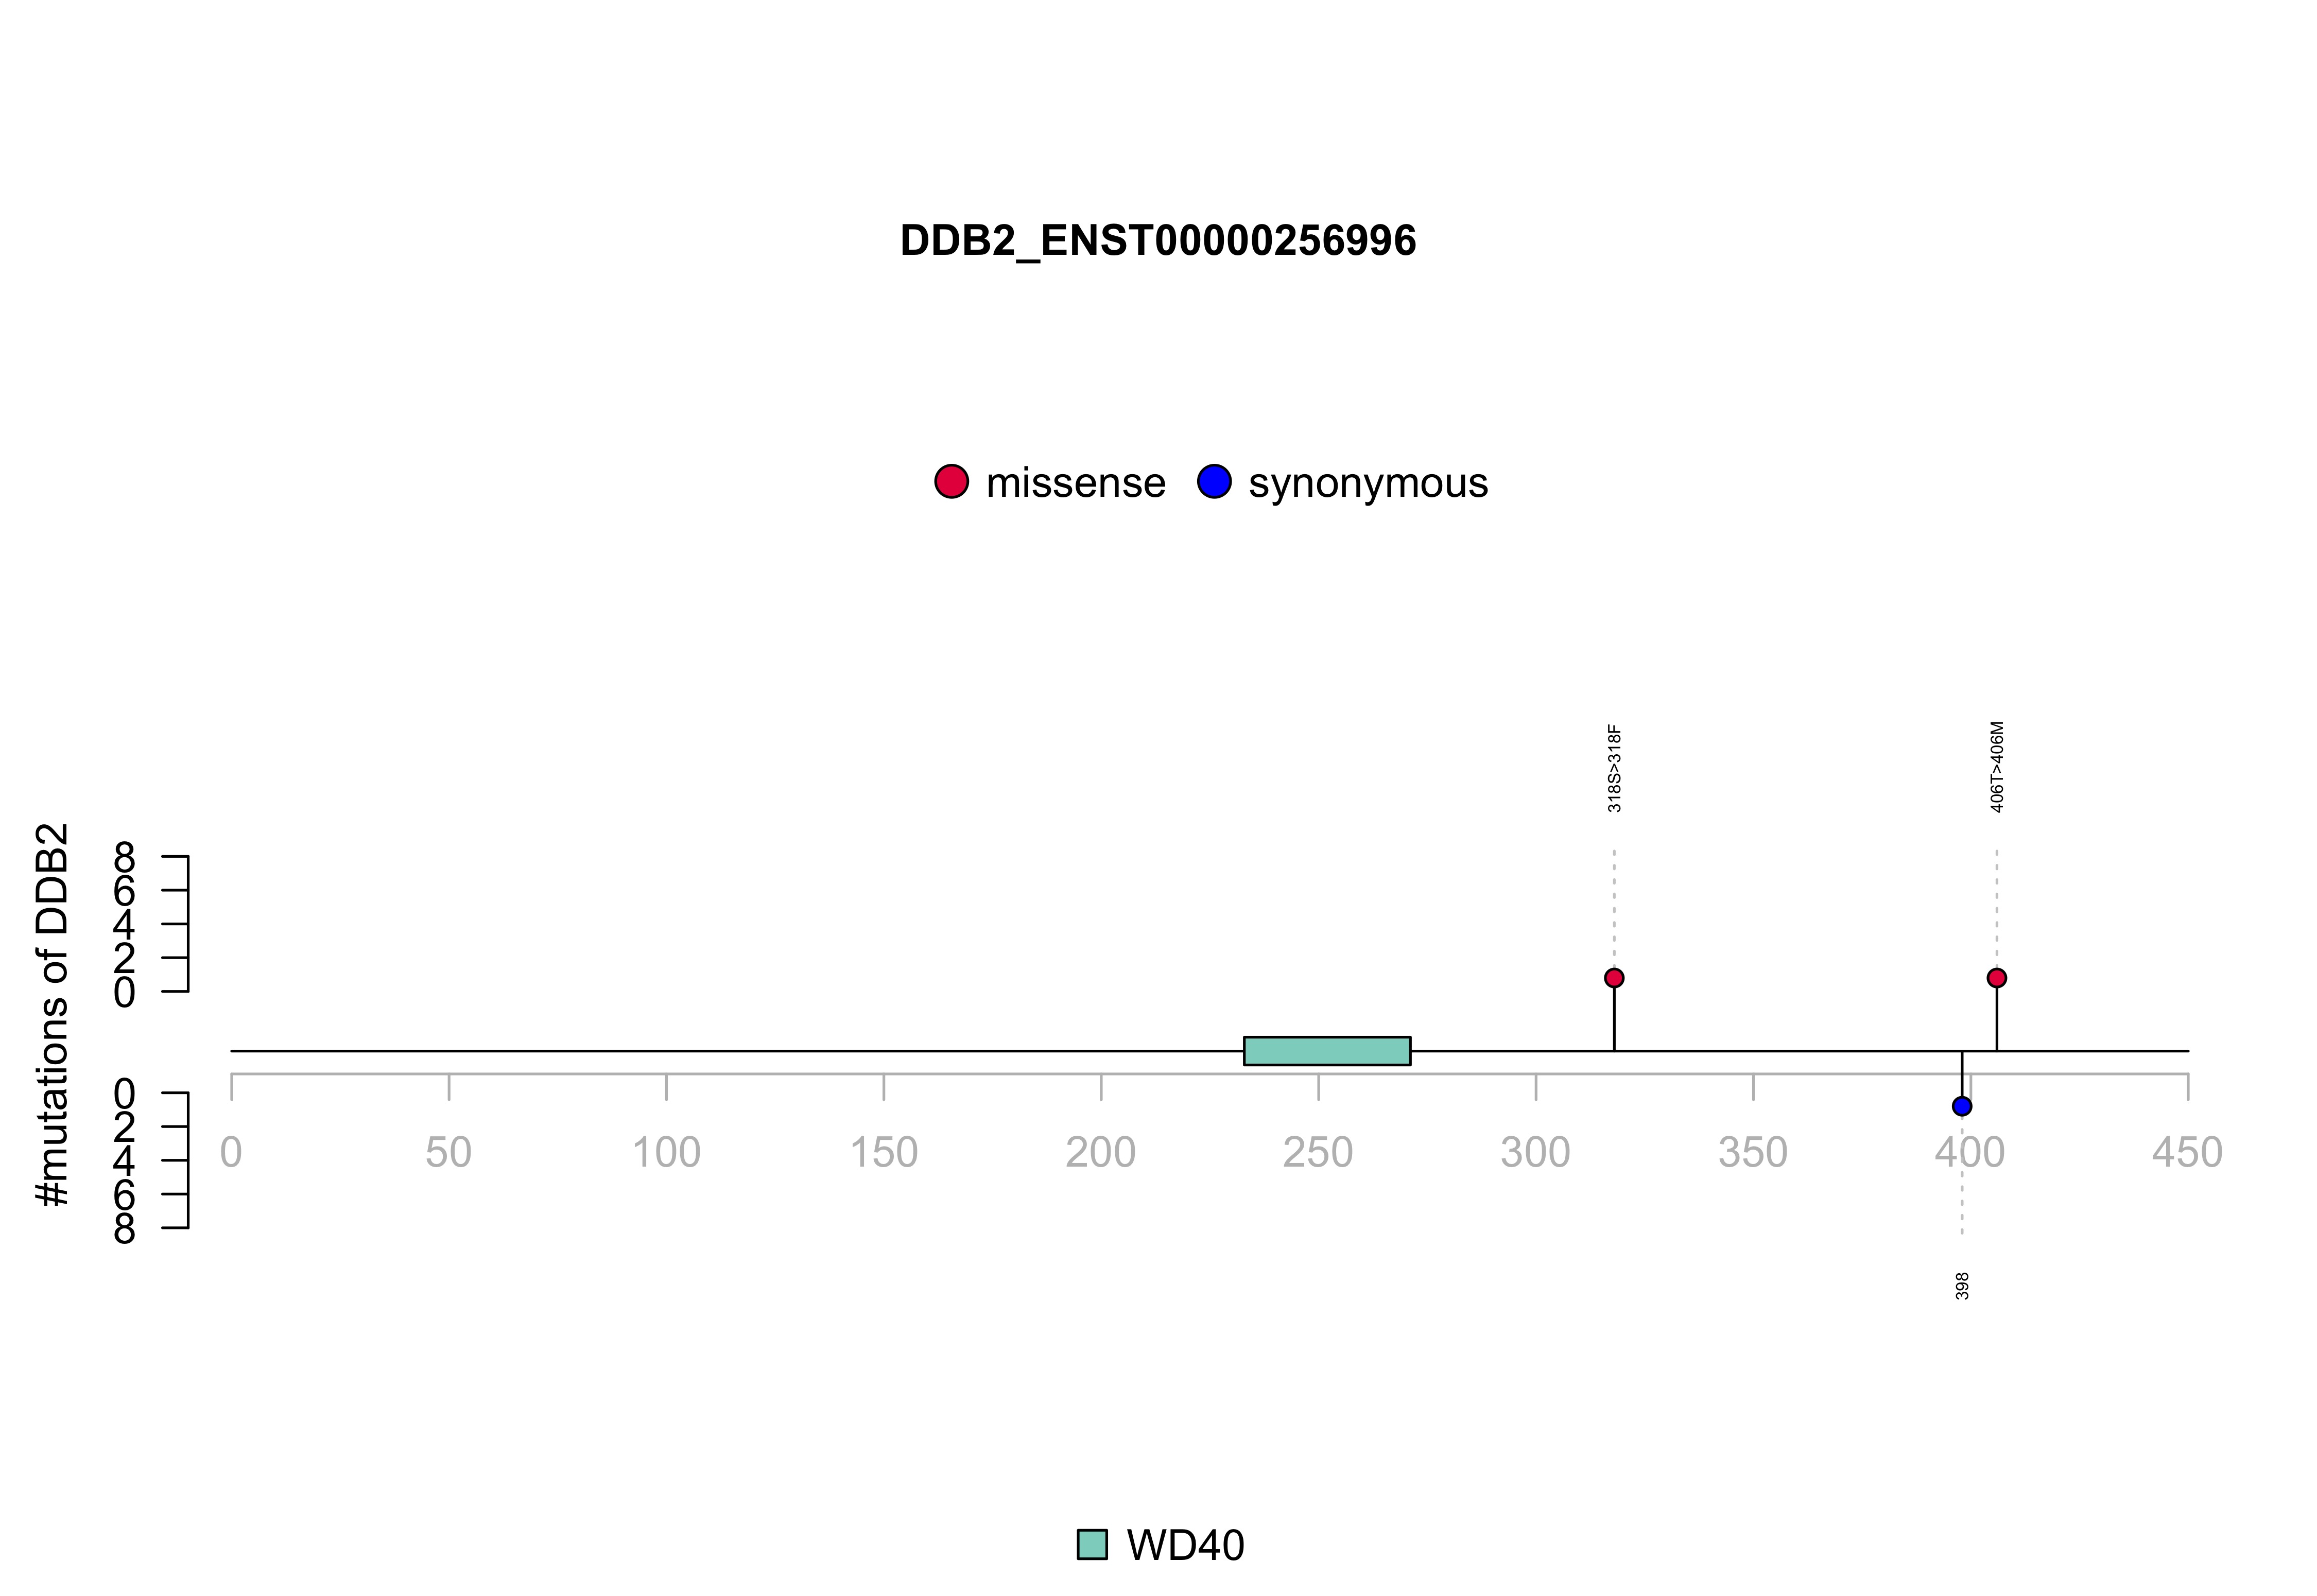 DDB2_ENST00000256996
missense synonymous
318S>318F
406T>406M
#mutations of DDB2
8
6
4
2
0
0
2
4
6
8
0 50 100 150 200 250 300 350 400 450
398
WD40